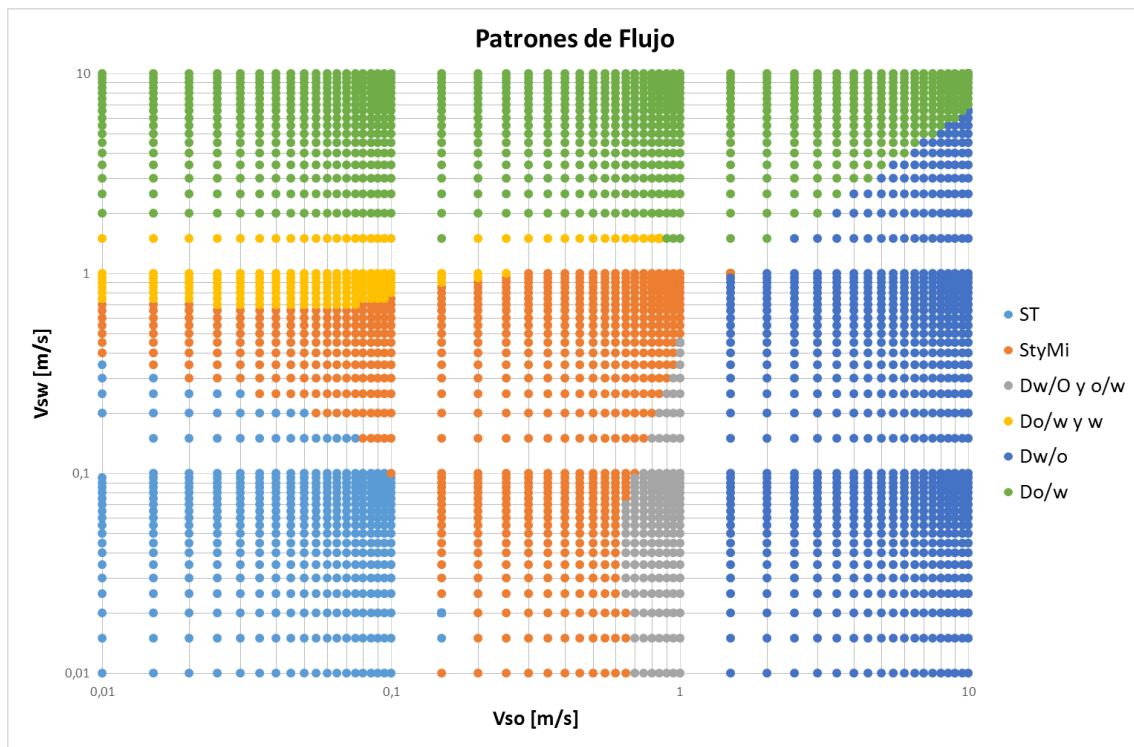 Patrones de Flujo
10
1
0,1
0,01
Vsw [m/s]
0,01
0,1
1
10
Vso [m/s]
ST
StyMi
Dw/O y o/w
Do/w y w
Dw/o
Do/w